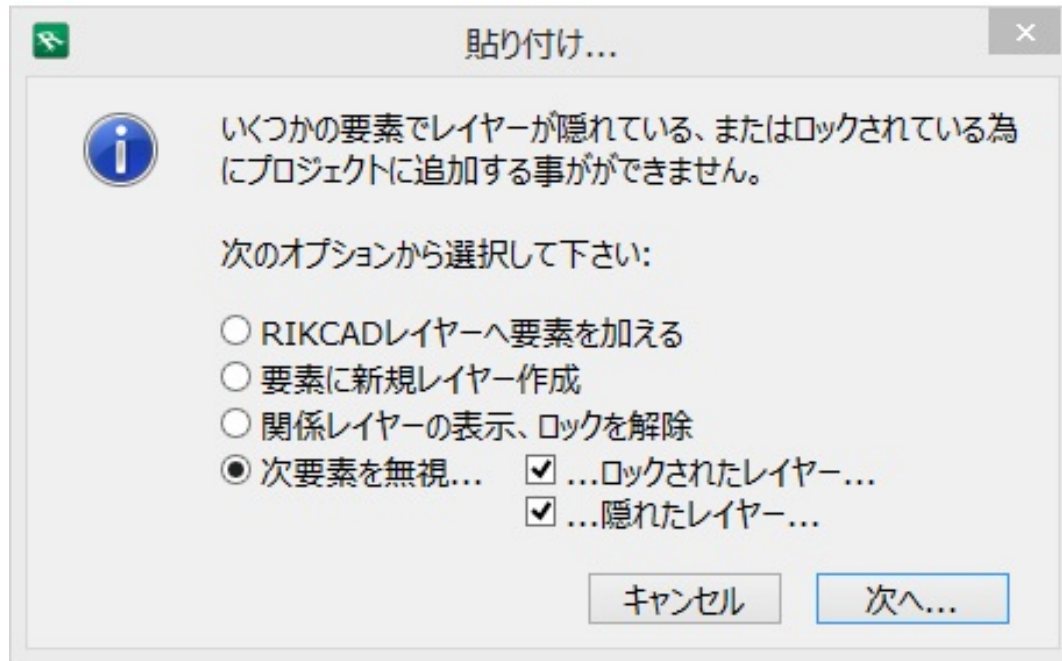 貼り付け...
いくつかの要素でレイヤーが隠れている、またはロックされている為
にプロジェクトに追加する事がができません。
次のオプションから選択して下さい:
RIKCADレイヤーへ要素を加える
要素に新規レイヤー作成
関係レイヤーの表示、ロックを解除
次要素を無視... ...ロックされたレイヤー...
...隠れたレイヤー...
キャンセル 次へ...